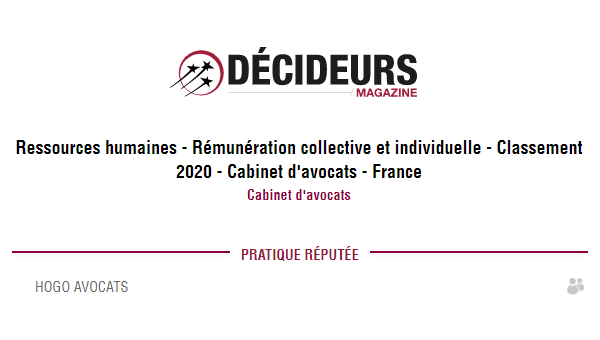 DÉCIDEURS
MAGAZINE
Ressources humaines - Rémunération collective et individuelle - Classement
2020 - Cabinet d'avocats - France
Cabinet d'avocats
PRATIQUE RÉPUTÉE
HOGO AVOCATS